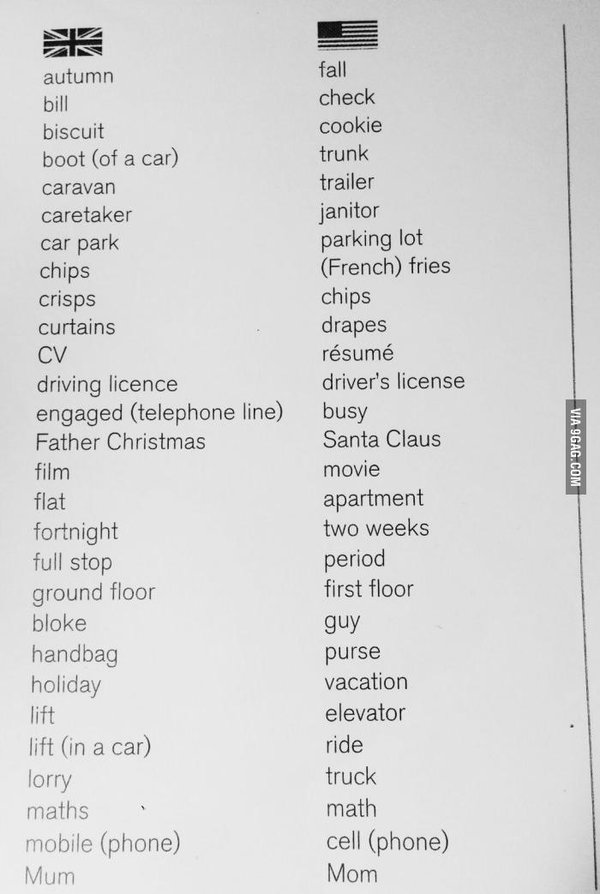 autumn fall
bill check
biscuit cookie
boot (of a car) trunk
caravan trailer
caretaker janitor
car park parking lot
chips (French) fries
crisps chips
curtains drapes
CV résumé
driving licence driver's license
engaged (telephone line) busy
Father Christmas Santa Claus
film movie
flat apartment
fortnight two weeks
full stop period
ground floor first floor
bloke guy
handbag purse
holiday vacation
lift elevator
lift (in a car) ride
lorry truck
maths math
mobile (phone) cell (phone)
Mum Mom
VIA 9GAG.COM